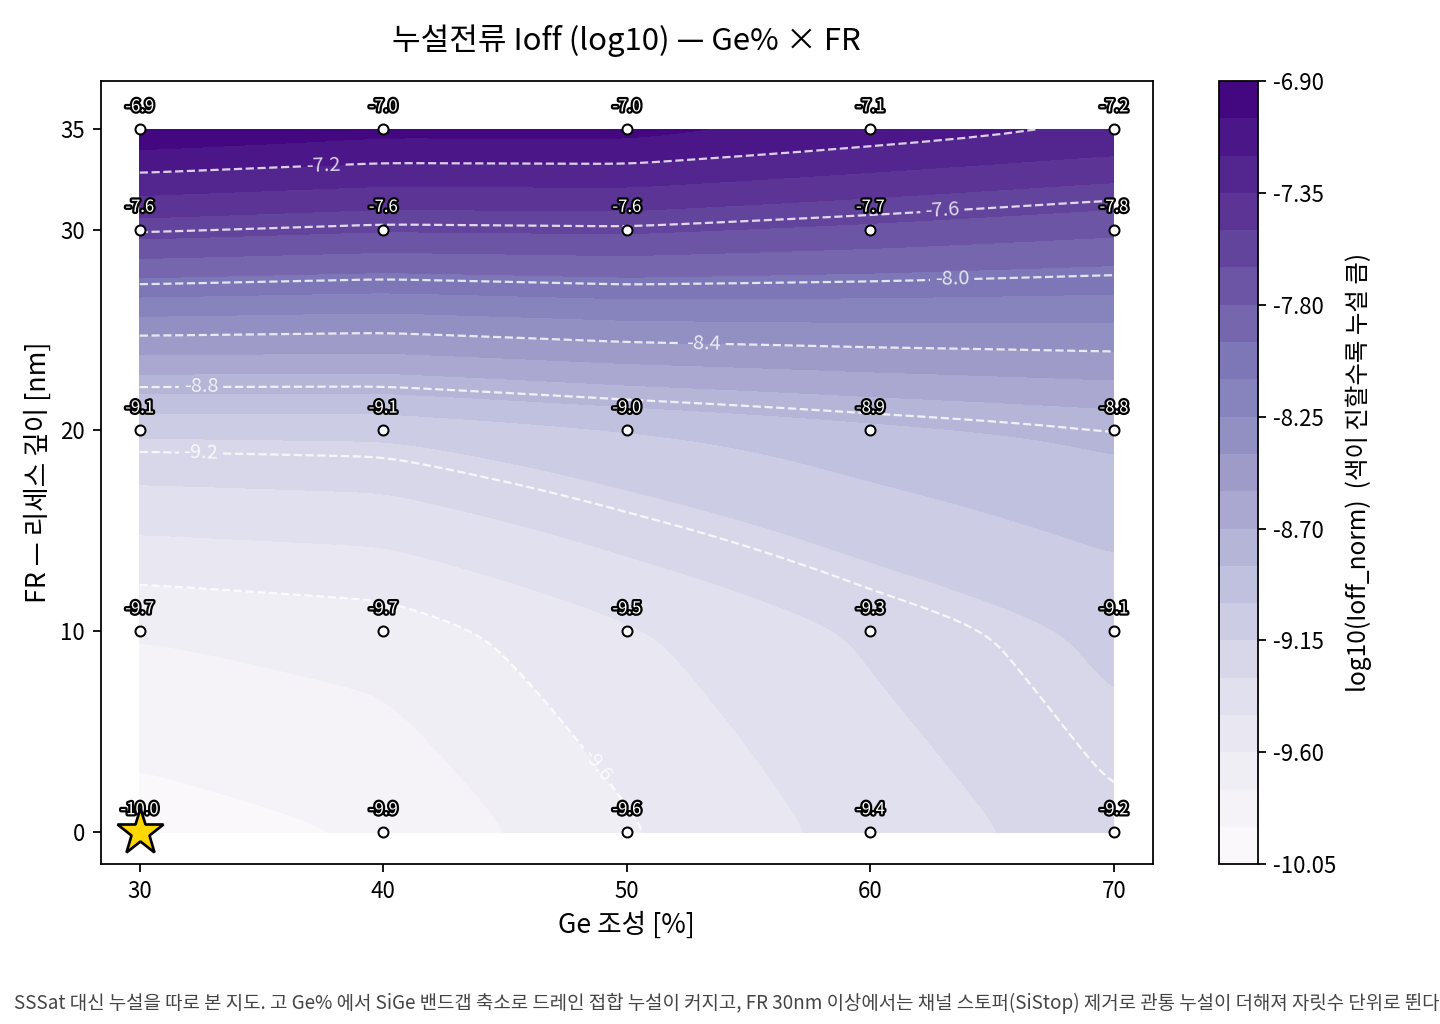 누설전류 Ioff (log10) — Ge% × FR
-6.9 -7.0 -7.0 -7.1 -7.2
35
-7.2
-7.6 -7.6 -7.6 -7.7 -7.6 -7.8
30
-8.0
-8.4
-8.8
-9.1 -9.1 -9.0 -8.9 -8.8
20
-9.2
-9.7 -9.7 -9.5 -9.3 -9.1
10
-9.6
-10.0 -9.9 -9.6 -9.4 -9.2
0
30 40 50 60 70
Ge 조성 [%]
FR — 리세스 깊이 [nm]
-6.90
-7.35
-7.80
-8.25
-8.70
-9.15
-9.60
-10.05
log10(Ioff_norm) (색이 진할수록 누설 큼)
SSSat 대신 누설을 따로 본 지도. 고 Ge% 에서 SiGe 밴드갭 축소로 드레인 접합 누설이 커지고, FR 30nm 이상에서는 채널 스토퍼(SiStop) 제거로 관통 누설이 더해져 자릿수 단위로 뛴다